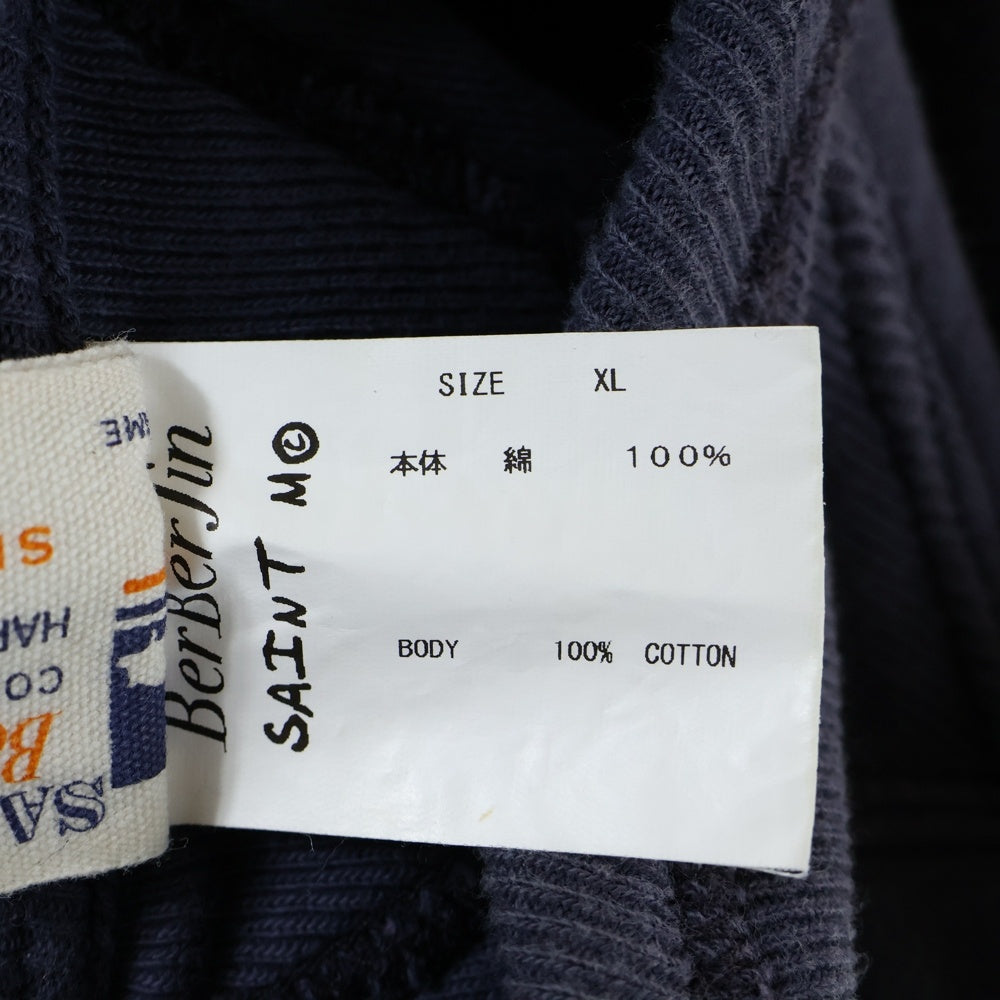 SIZE XL
本体 綿 100%
BODY 100% COTTON
BerBerJin
SAINT M